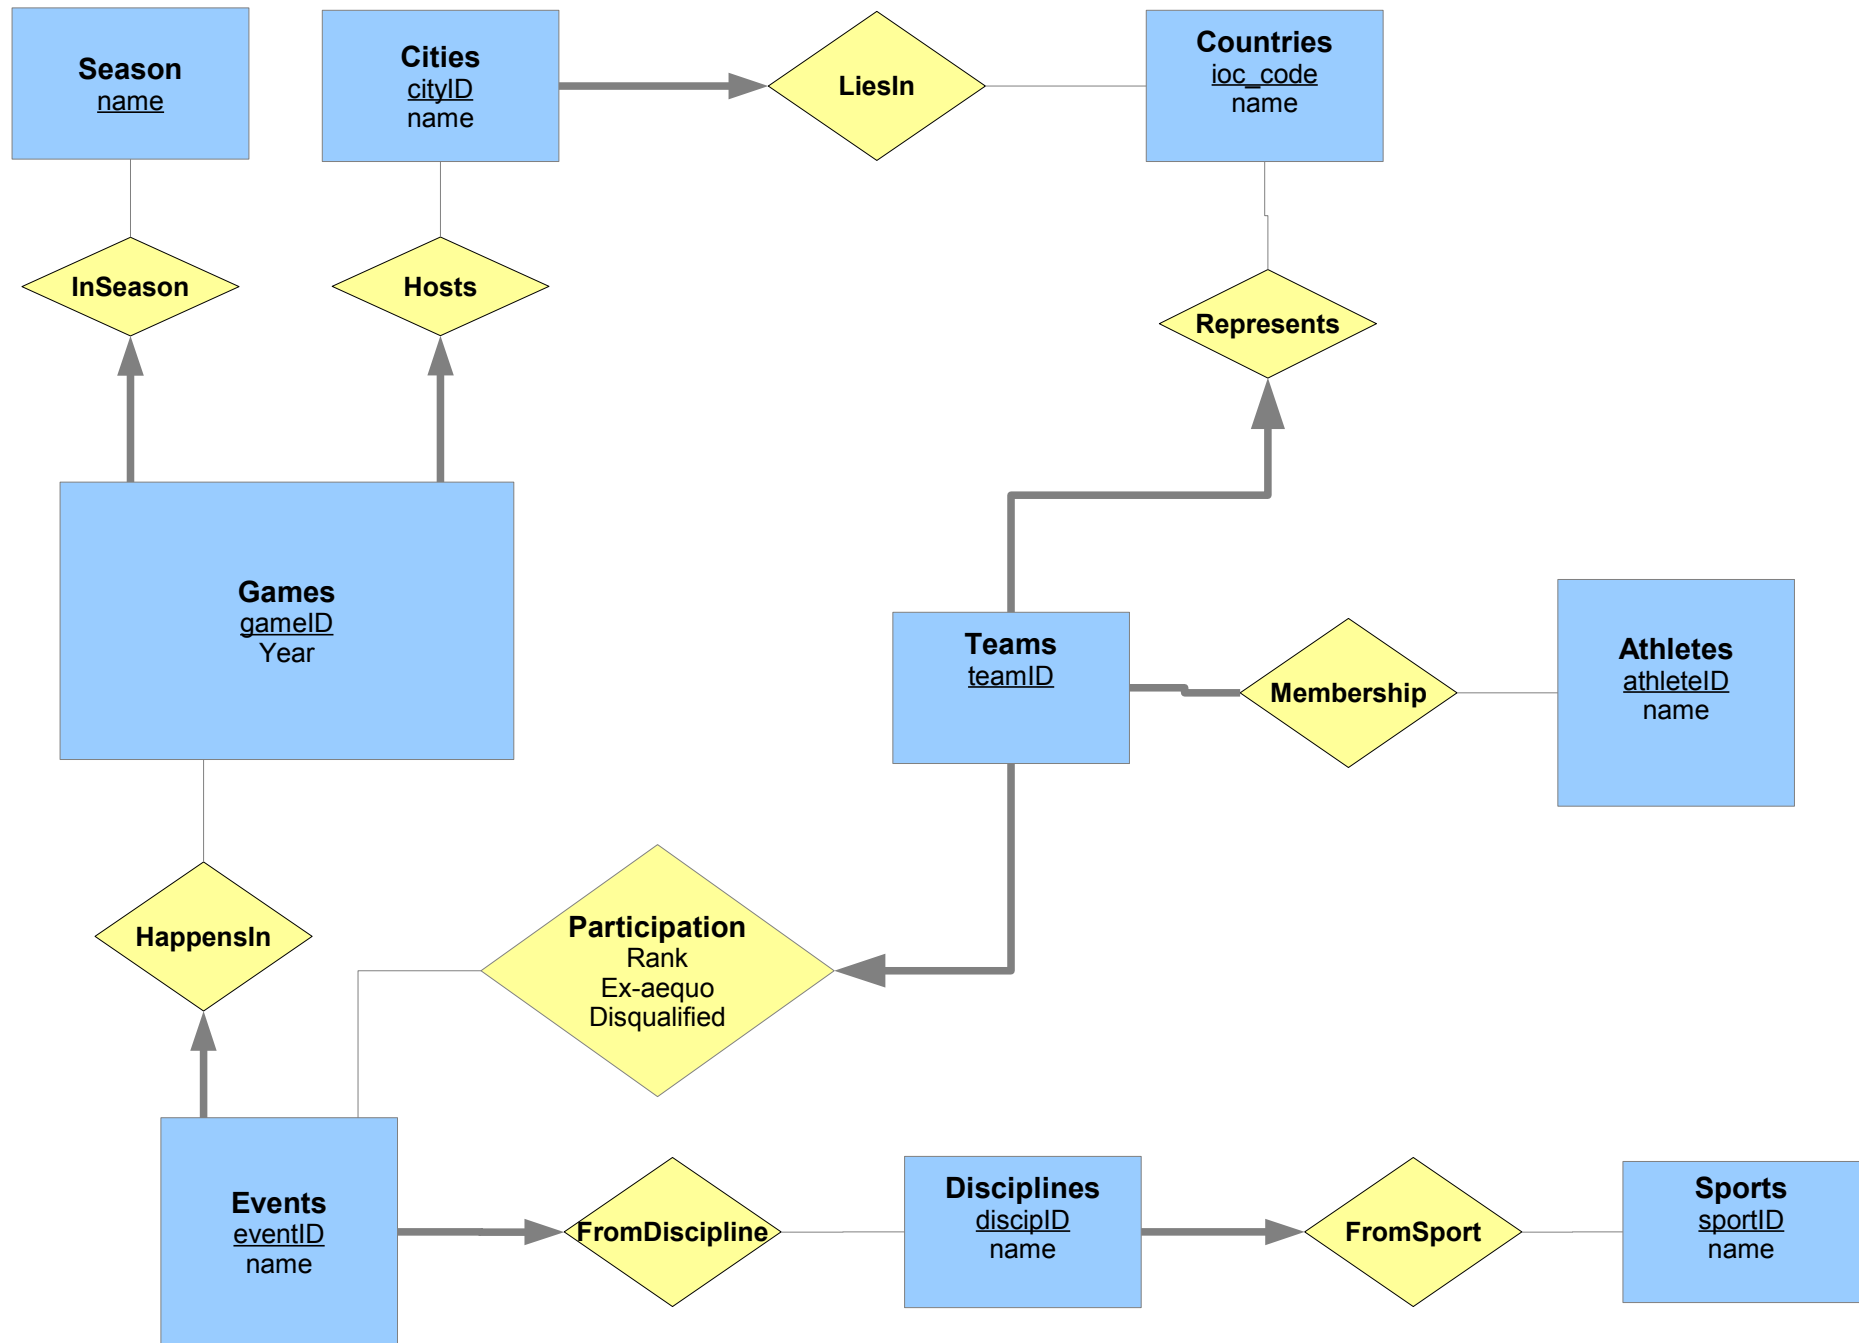 Season
name
Cities
cityID
name
LiesIn
Countries
ioc_code
name
InSeason
Hosts
Represents
Games
gameID
Year
Teams
teamID
Membership
Athletes
athleteID
name
HappensIn
Participation
Rank
Ex-aequo
Disqualified
Events
eventID
name
FromDiscipline
Disciplines
discipID
name
FromSport
Sports
sportID
name